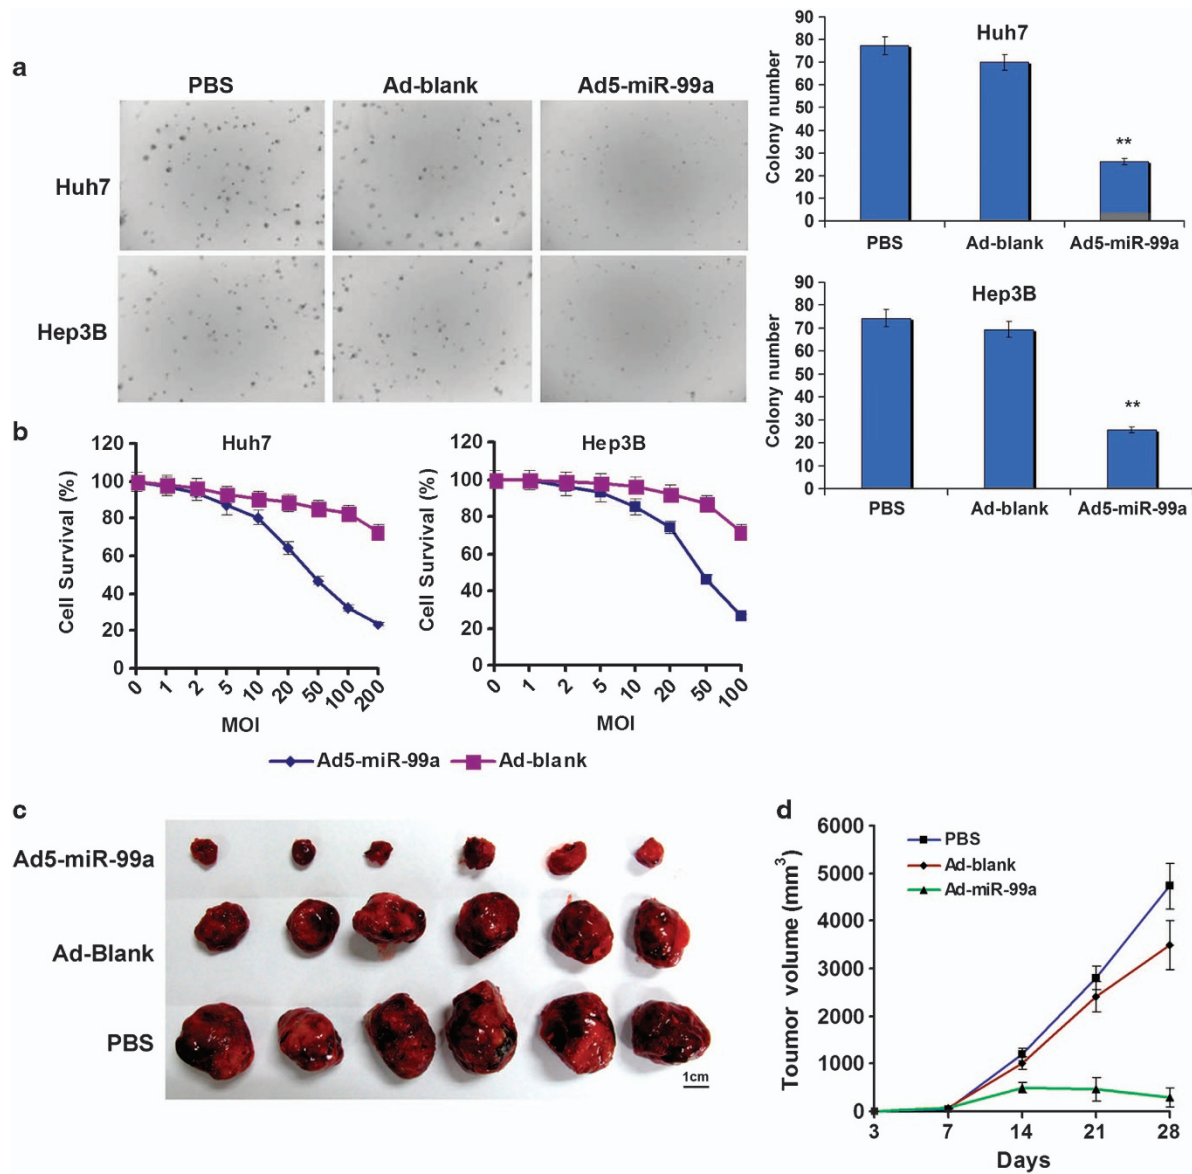 a
PBS
Ad-blank
Ad5-miR-99a
Huh7
Hep3B
Huh7
Colony number
90
80
70
60
50
40
30
20
10
0
**
PBS
Ad-blank
Ad5-miR-99a
Hep3B
Colony number
90
80
70
60
50
40
30
20
10
0
**
PBS
Ad-blank
Ad5-miR-99a
b
Huh7
Cell Survival (%)
120
100
80
60
40
20
0
0 1 2 5 10 20 50 100 200
MOI
Hep3B
Cell Survival (%)
120
100
80
60
40
20
0
0 1 2 5 10 20 50 100
MOI
Ad5-miR-99a Ad-blank
c
Ad5-miR-99a
Ad-Blank
PBS
1cm
d
Toumor volume (mm³)
6000
5000
4000
3000
2000
1000
0
PBS
Ad-blank
Ad-miR-99a
3 7 14 21 28
Days